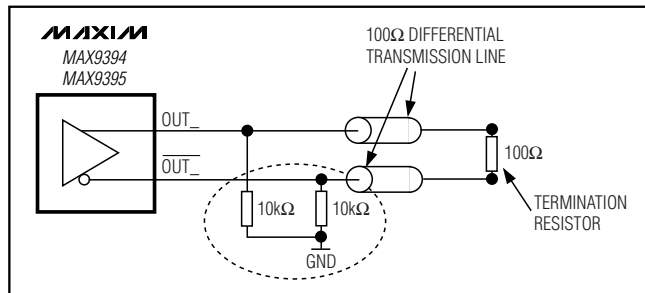 MAXIM
MAX9394
MAX9395
100Ω DIFFERENTIAL
TRANSMISSION LINE
OUT_
OUT_
10kΩ
10kΩ
GND
100Ω
TERMINATION
RESISTOR